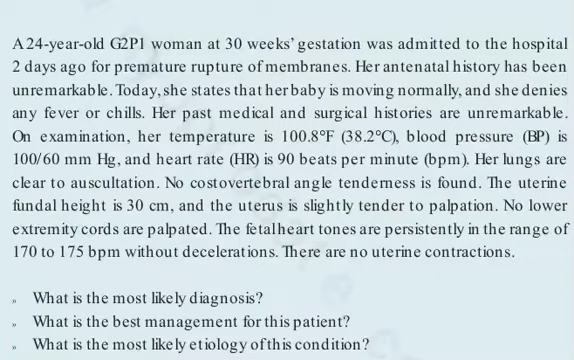 A 24-year-old G2P1 woman at 30 weeks' gestation was admitted to the hospital
2 days ago for premature rupture of membranes. Her antenatal history has been
unremarkable. Today, she states that her baby is moving normally, and she denies
any fever or chills. Her past medical and surgical histories are unremarkable.
On examination, her temperature is 100.8°F (38.2°C), blood pressure (BP) is
100/60 mm Hg, and heart rate (HR) is 90 beats per minute (bpm). Her lungs are
clear to auscultation. No costovertebral angle tenderness is found. The uterine
fundal height is 30 cm, and the uterus is slightly tender to palpation. No lower
extremity cords are palpated. The fetal heart tones are persistently in the range of
170 to 175 bpm without decelerations. There are no uterine contractions.
» What is the most likely diagnosis?
» What is the best management for this patient?
» What is the most likely etiology of this condition?